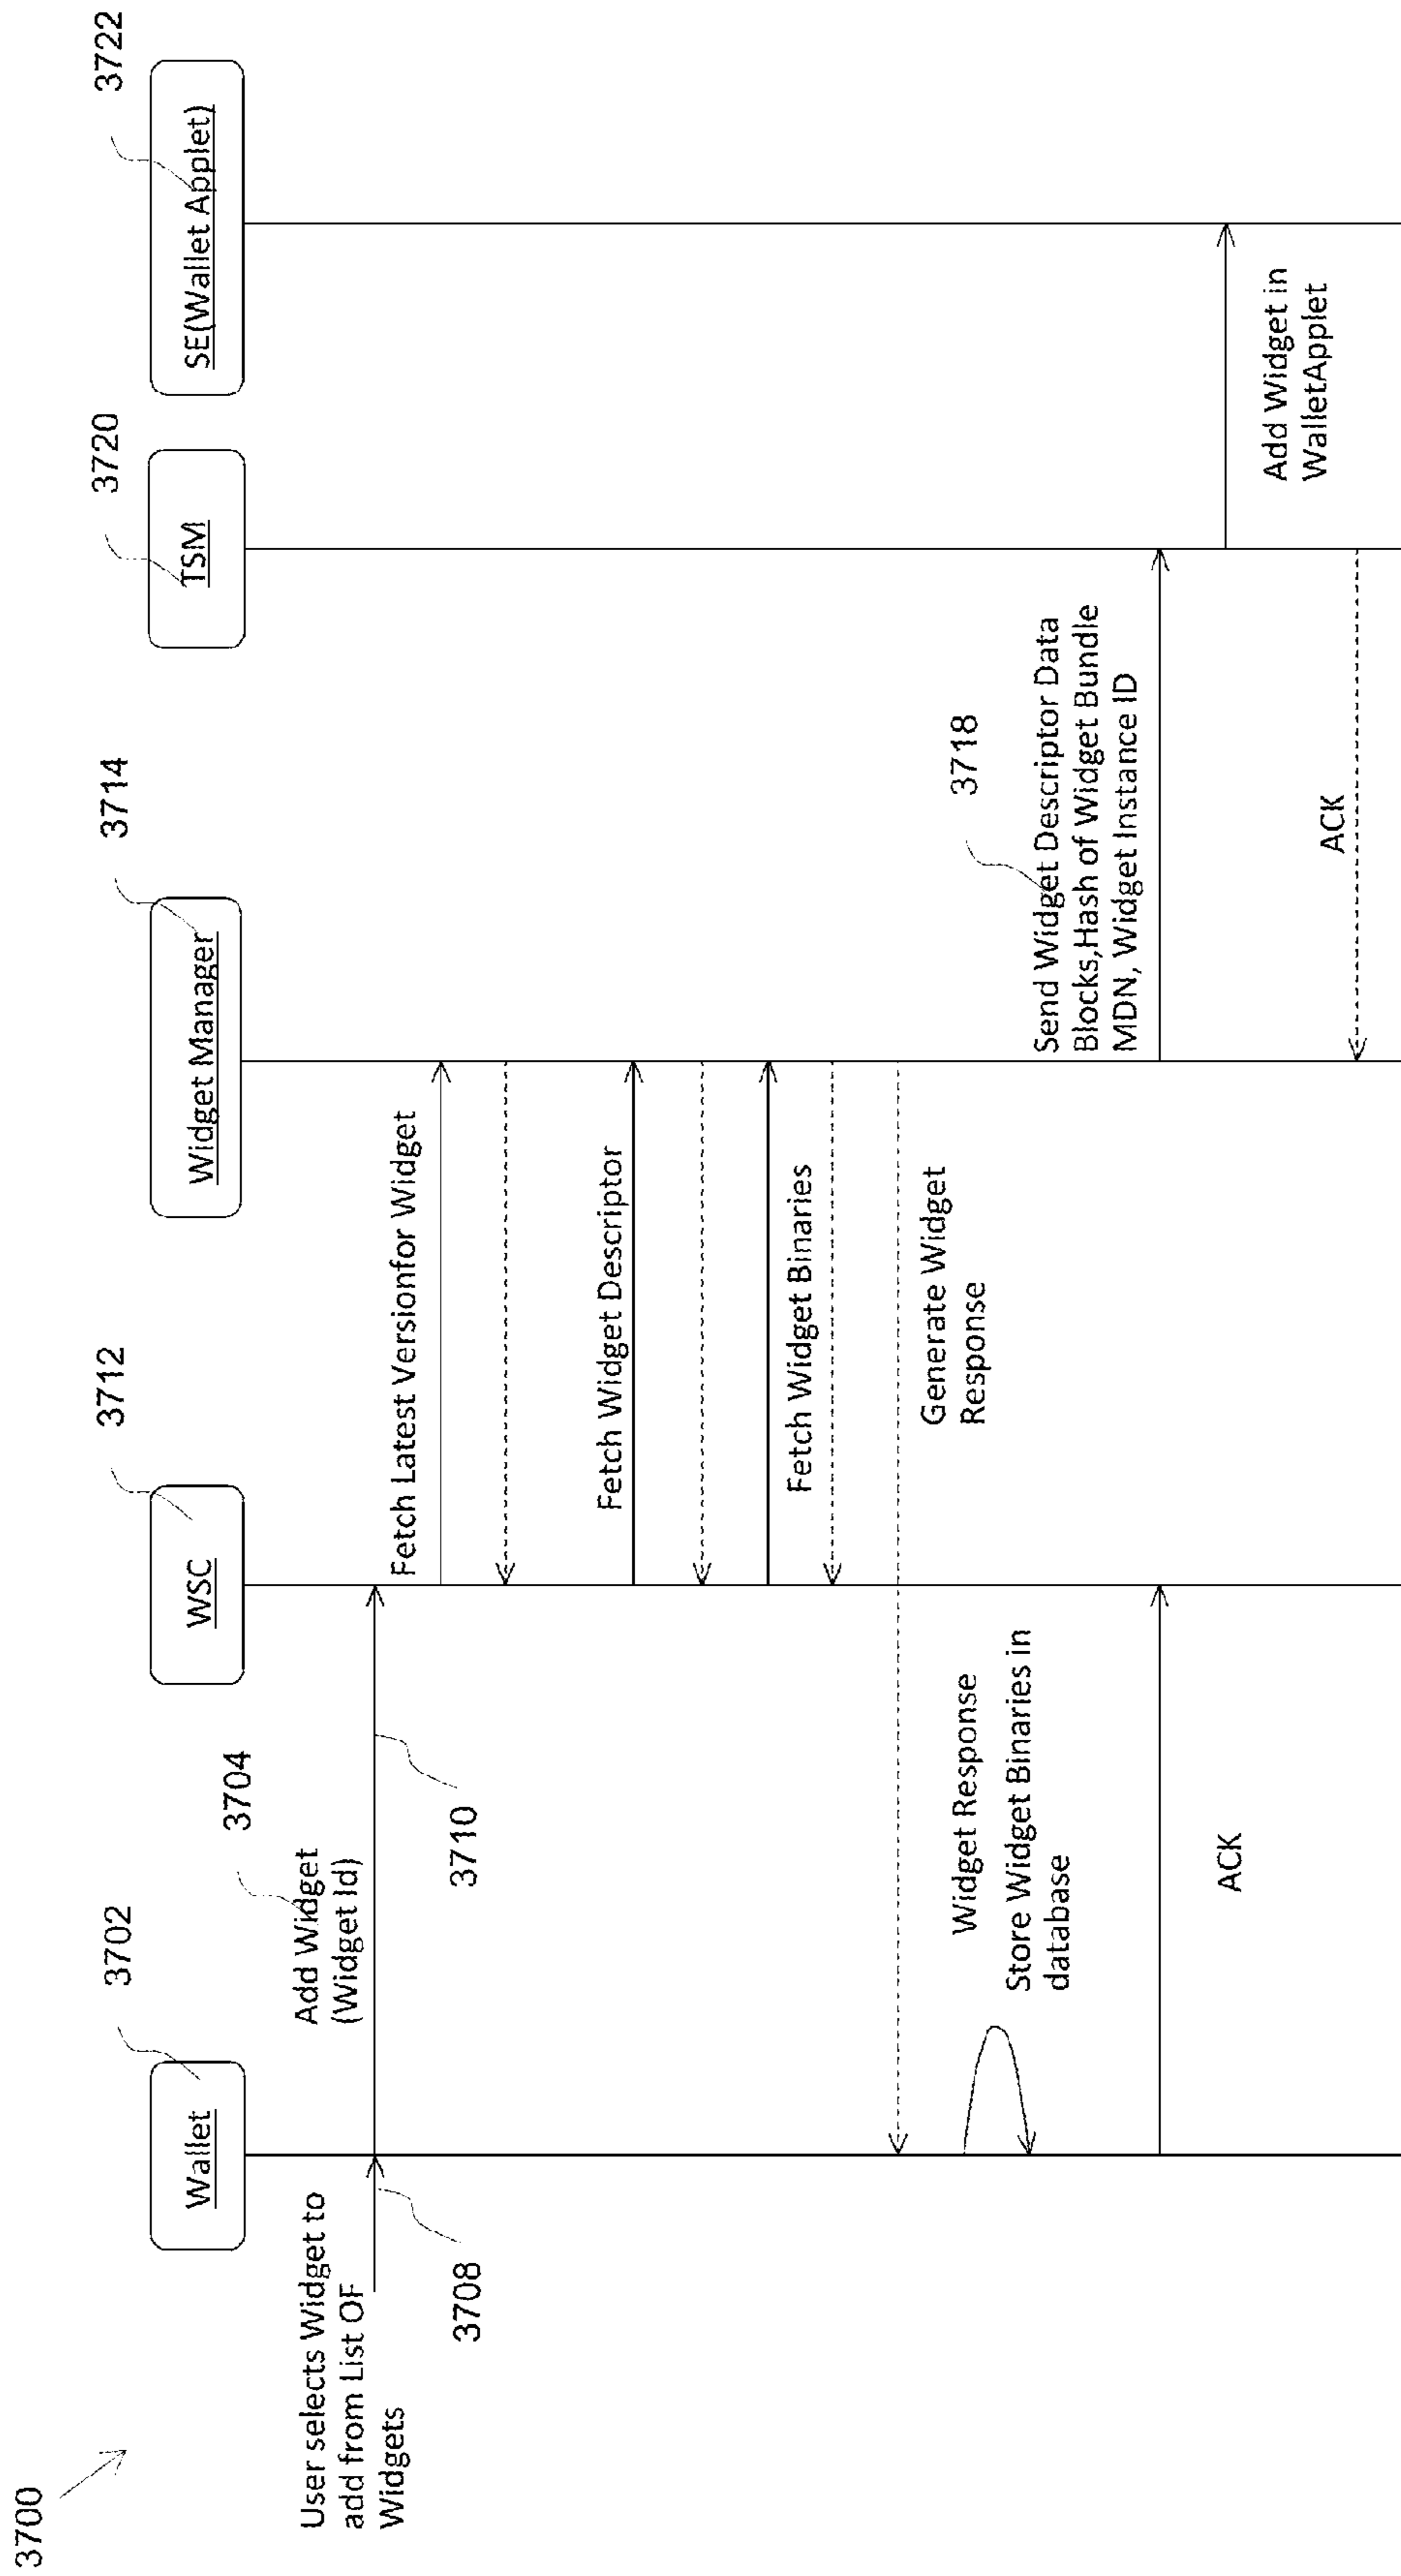 3700
3702
3712
3714
3720
3722
Wallet
WSC
Widget Manager
TSM
SE(Wallet Applet)
3704
User selects Widget to
add from List OF
Widgets
3708
Add Widget
(Widget Id)
3710
Fetch Latest Versionfor Widget
Fetch Widget Descriptor
Fetch Widget Binaries
Generate Widget
Response
Widget Response
Store Widget Binaries in
database
3718
Send Widget Descriptor Data
Blocks,Hash of Widget Bundle
MDN, Widget Instance ID
ACK
Add Widget in
WalletApplet
ACK